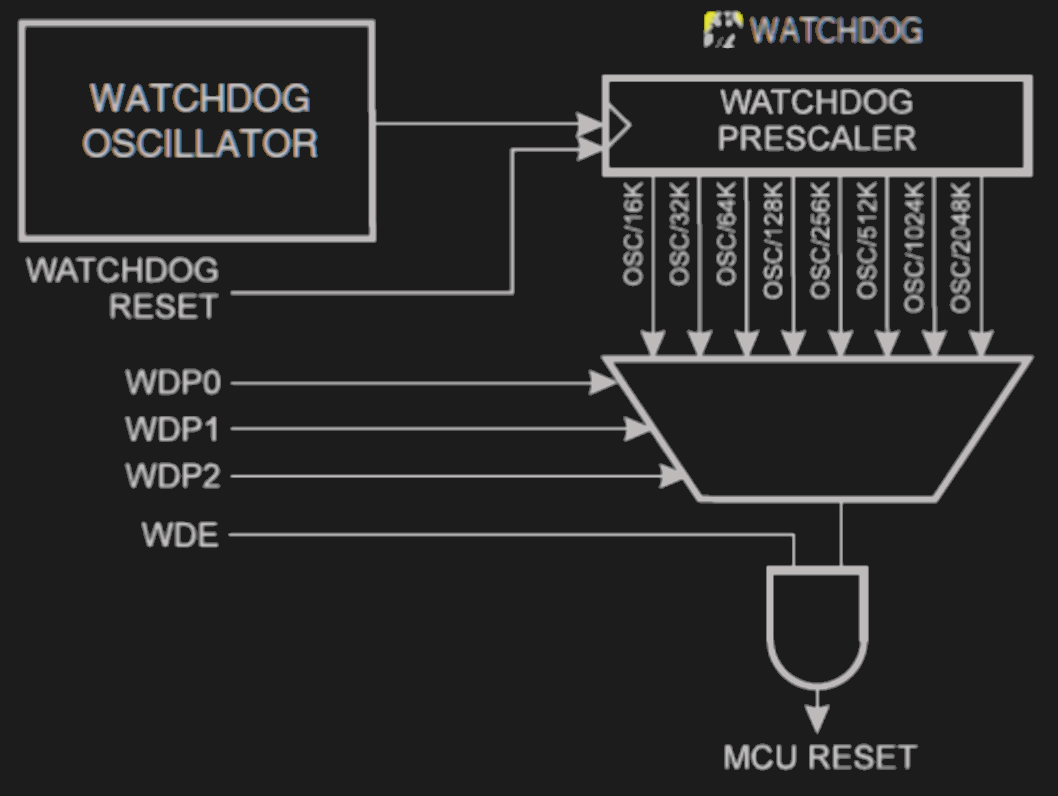 WATCHDOG
WATCHDOG
OSCILLATOR
WATCHDOG
PRESCALER
OSC/16K
OSC/32K
OSC/64K
OSC/128K
OSC/256K
OSC/512K
OSC/1024K
OSC/2048K
WATCHDOG
RESET
WDP0
WDP1
WDP2
WDE
MCU RESET